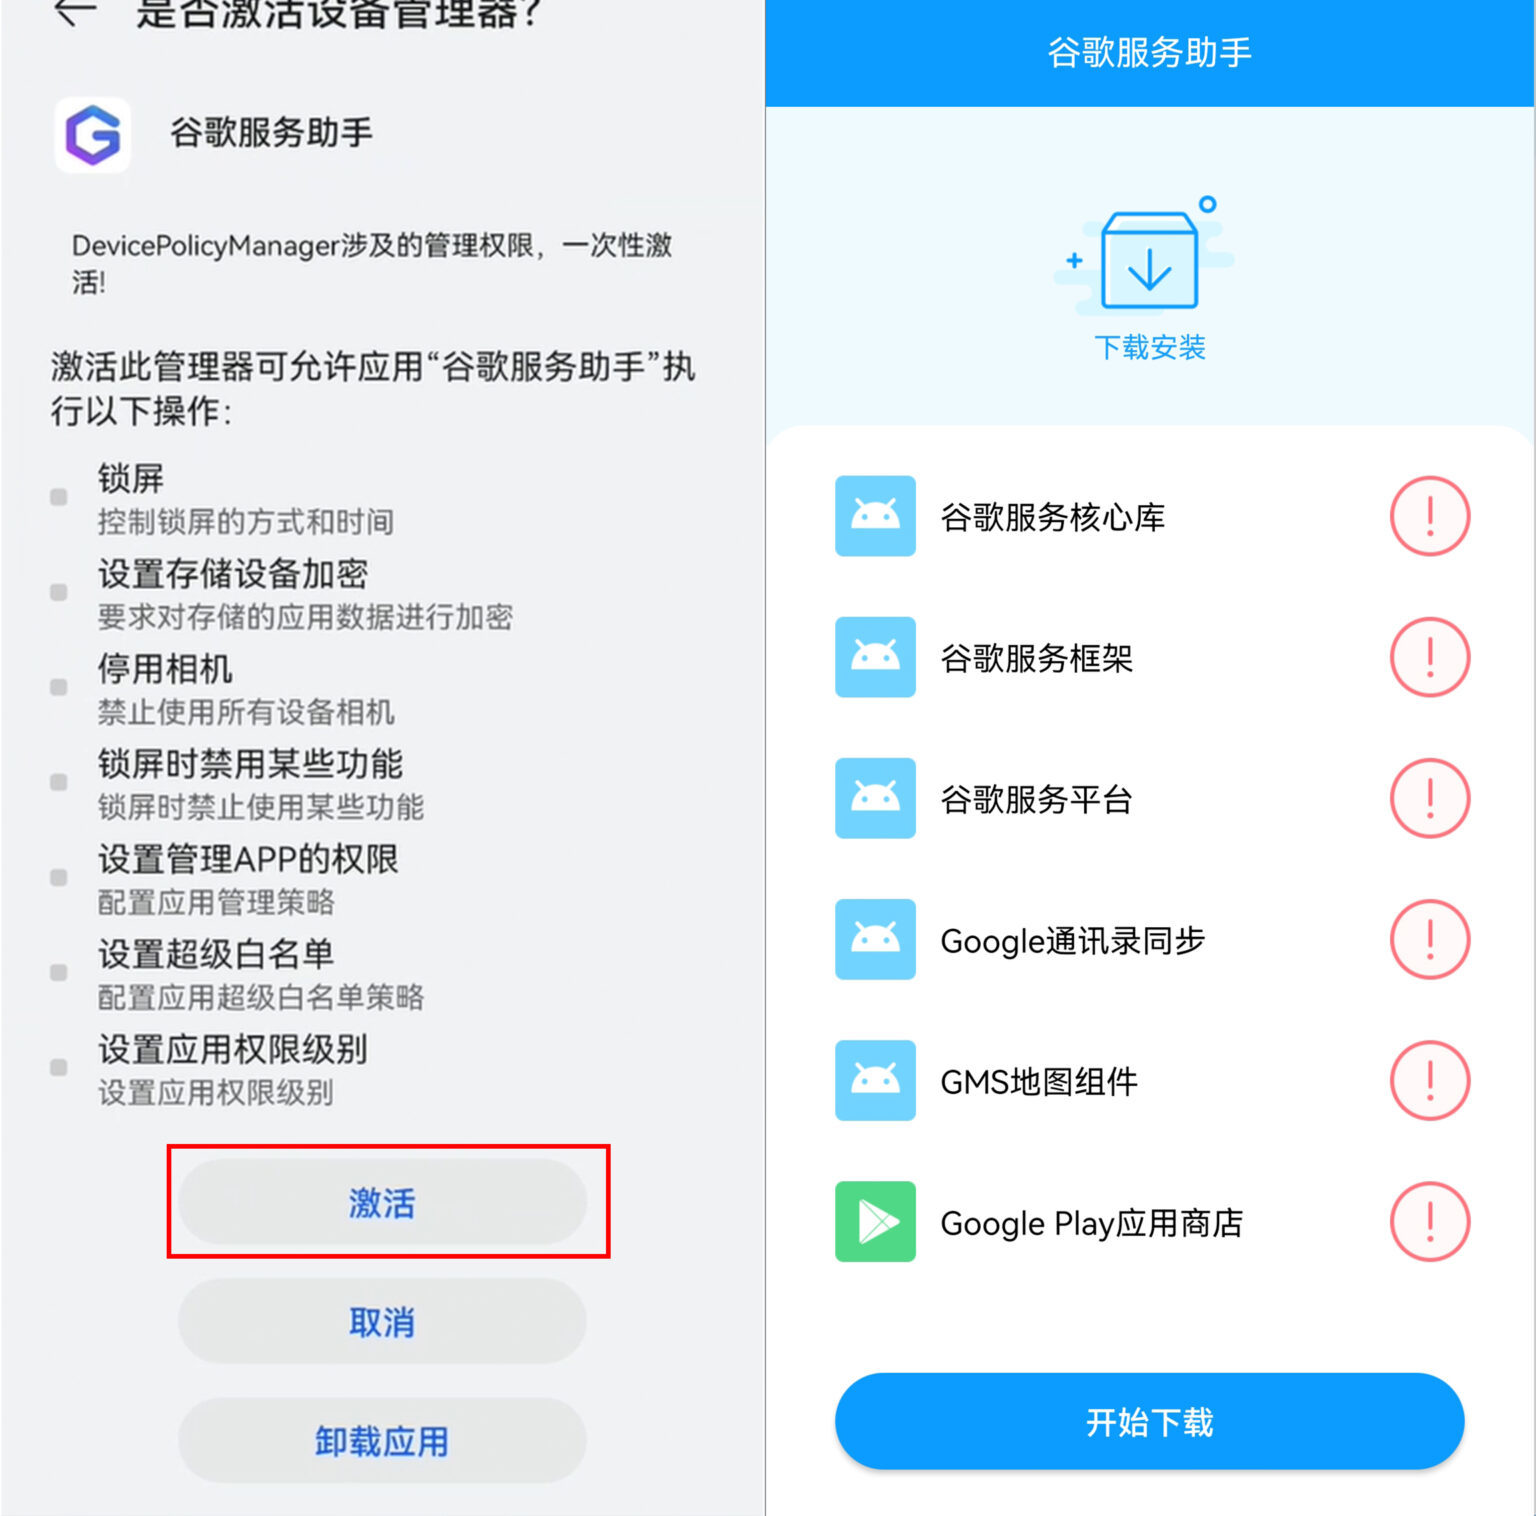 是否激活设备管理器?
谷歌服务助手
DevicePolicyManager涉及的管理权限，一次性激
活!
激活此管理器可允许应用“谷歌服务助手”执
行以下操作:
锁屏
控制锁屏的方式和时间
设置存储设备加密
要求对存储的应用数据进行加密
停用相机
禁止使用所有设备相机
锁屏时禁用某些功能
锁屏时禁止使用某些功能
设置管理APP的权限
配置应用管理策略
设置超级白名单
配置应用超级白名单策略
设置应用权限级别
设置应用权限级别
激活
取消
卸载应用
谷歌服务助手
下载安装
谷歌服务核心库
谷歌服务框架
谷歌服务平台
Google通讯录同步
GMS地图组件
Google Play应用商店
开始下载